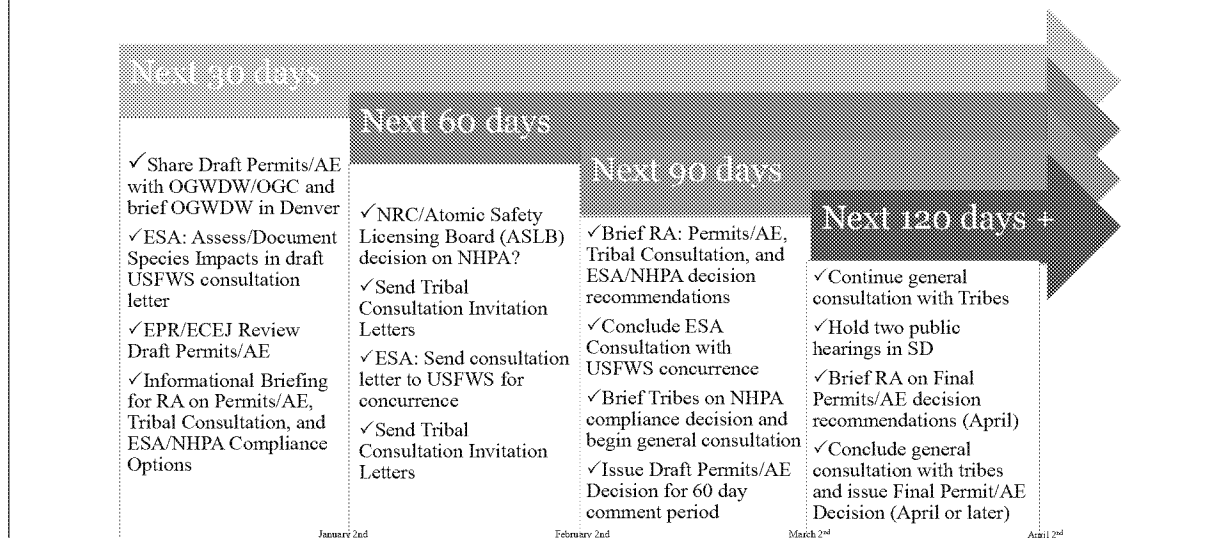 Next 30 days
✓Share Draft Permits/AE
with OGWDW/OGC and
brief OGWDW in Denver
✓ESA: Assess/Document
Species Impacts in draft
USFWS consultation
letter
✓EPR/ECEJ Review
Draft Permits/AE
✓Informational Briefing
for RA on Permits/AE,
Tribal Consultation, and
ESA/NHPA Compliance
Options
Next 60 days
✓NRC/Atomic Safety
Licensing Board (ASLB)
decision on NHPA?
✓Send Tribal
Consultation Invitation
Letters
✓ESA: Send consultation
letter to USFWS for
concurrence
✓Send Tribal
Consultation Invitation
Letters
Next 90 days
✓Brief RA: Permits/AE,
Tribal Consultation, and
ESA/NHPA decision
recommendations
✓Conclude ESA
Consultation with
USFWS concurrence
✓Brief Tribes on NHPA
compliance decision and
begin general consultation
✓Issue Draft Permits/AE
Decision for 60 day
comment period
Next 120 days +
✓Continue general
consultation with Tribes
✓Hold two public
hearings in SD
✓Brief RA on Final
Permits/AE decision
recommendations (April)
✓Conclude general
consultation with tribes
and issue Final Permit/AE
Decision (April or later)
January 2nd
February 2nd
March 2nd
April 2nd